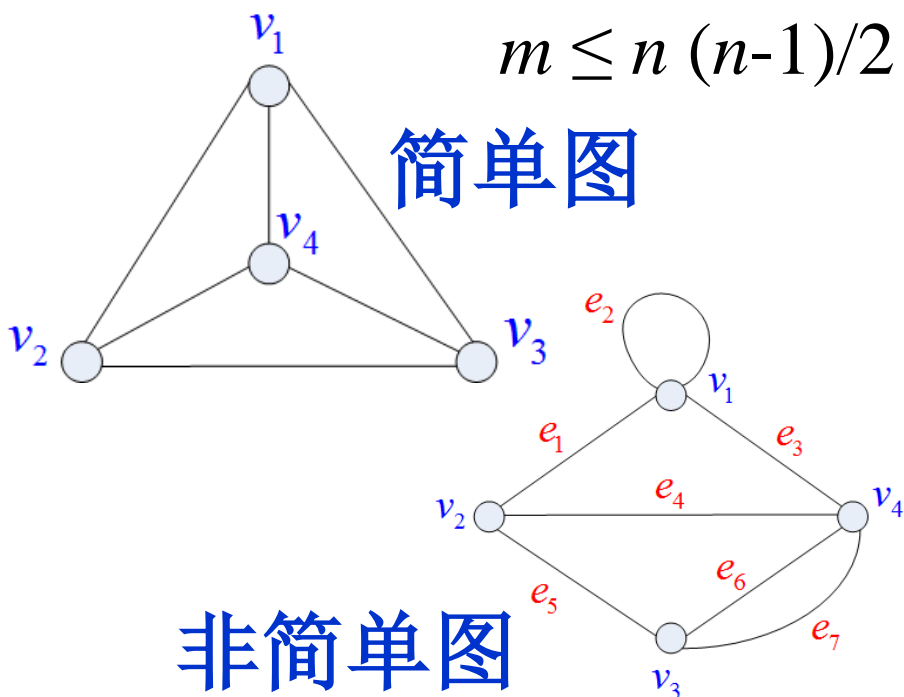 v₁
m ≤ n (n-1)/2
简单图
v₄
v₂
v₃
e₂
v₁
e₁
e₃
v₂
e₄
v₄
e₅
e₆
e₇
非简单图
v₃